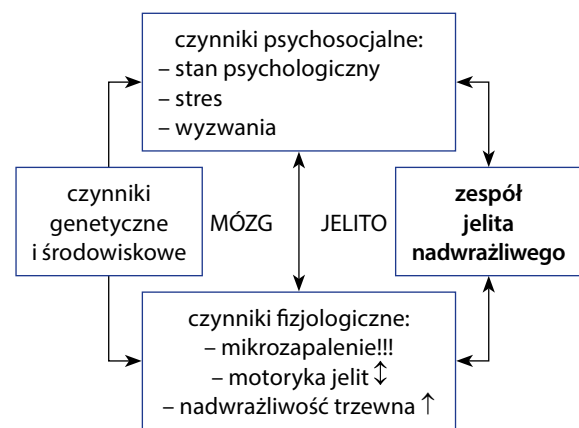 czynniki psychosocjalne:
– stan psychologiczny
– stres
– wyzwania
czynniki
genetyczne
i środowiskowe
MÓZG
JELITO
zespół
jelita
nadwrażliwego
czynniki fizjologiczne:
– mikrozapalenie!!!
– motoryka jelit ↕
– nadwrażliwość trzewna ↑